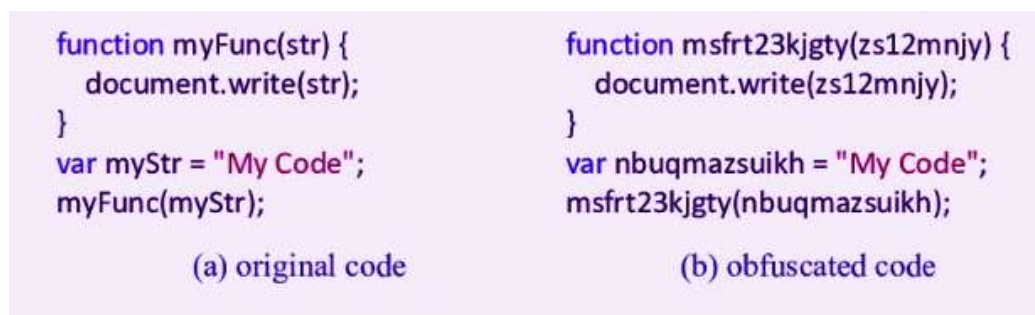 function myFunc(str) {
document.write(str);
}
var myStr = "My Code";
myFunc(myStr);
(a) original code
function msfrt23kjgty(zs12mnjy) {
document.write(zs12mnjy);
}
var nbuqmazsuikh = "My Code";
msfrt23kjgty(nbuqmazsuikh);
(b) obfuscated code